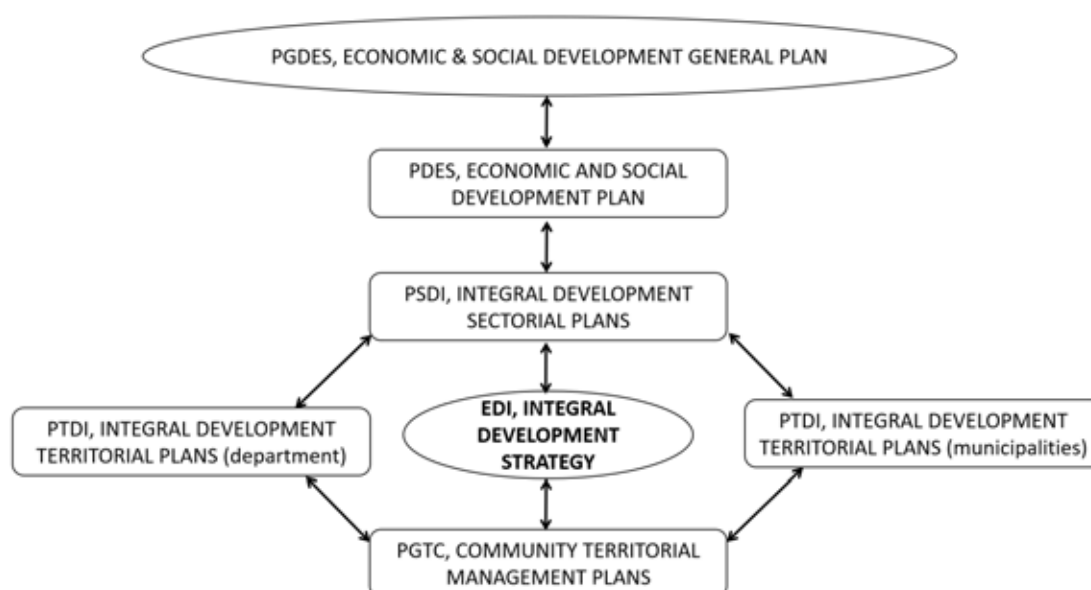 PGDES, ECONOMIC & SOCIAL DEVELOPMENT GENERAL PLAN
PDES, ECONOMIC AND SOCIAL
DEVELOPMENT PLAN
PSDI, INTEGRAL DEVELOPMENT
SECTORIAL PLANS
PTDI, INTEGRAL DEVELOPMENT
TERRITORIAL PLANS (department)
EDI, INTEGRAL
DEVELOPMENT
STRATEGY
PTDI, INTEGRAL DEVELOPMENT
TERRITORIAL PLANS (municipalities)
PGTC, COMMUNITY TERRITORIAL
MANAGEMENT PLANS